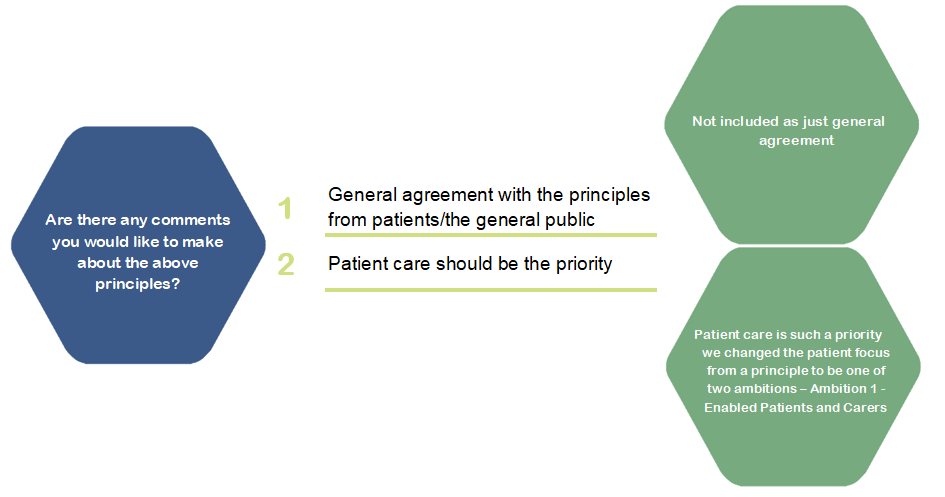 Are there any comments
you would like to make
about the above
principles?
1
General agreement with the principles
from patients/the general public
2
Patient care should be the priority
Not included as just general
agreement
Patient care is such a priority
we changed the patient focus
from a principle to be one of
two ambitions – Ambition 1 -
Enabled Patients and Carers